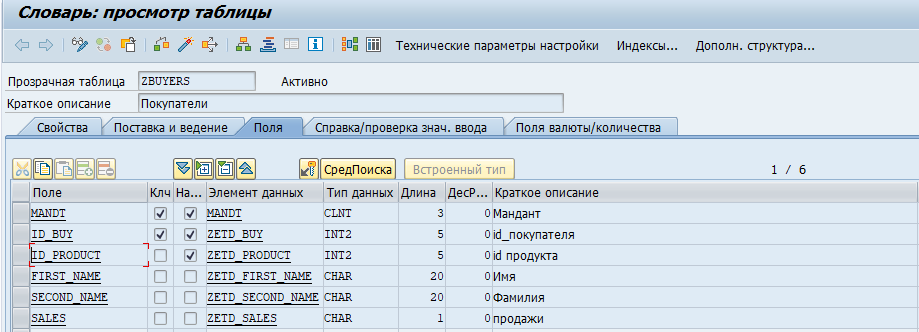 Словарь: просмотр таблицы
Технические параметры настройки Индексы... Дополн. структура...
Прозрачная таблица ZBUYERS Активно
Краткое описание Покупатели
Свойства Поставка и ведение Поля Справка/проверка знач. ввода Поля валюты/количества
СредПоиска Встроенный тип 1 / 6
Поле Клч На... Элемент данных Тип данных Длина ДесР... Краткое описание
MANDT MANDT CLNT 3 0 Мандант
ID_BUY ZETD_BUY INT2 5 0 id_покупателя
ID_PRODUCT ZETD_PRODUCT INT2 5 0 id продукта
FIRST_NAME ZETD_FIRST_NAME CHAR 20 0 Имя
SECOND_NAME ZETD_SECOND_NAME CHAR 20 0 Фамилия
SALES ZETD_SALES CHAR 1 0 продажи